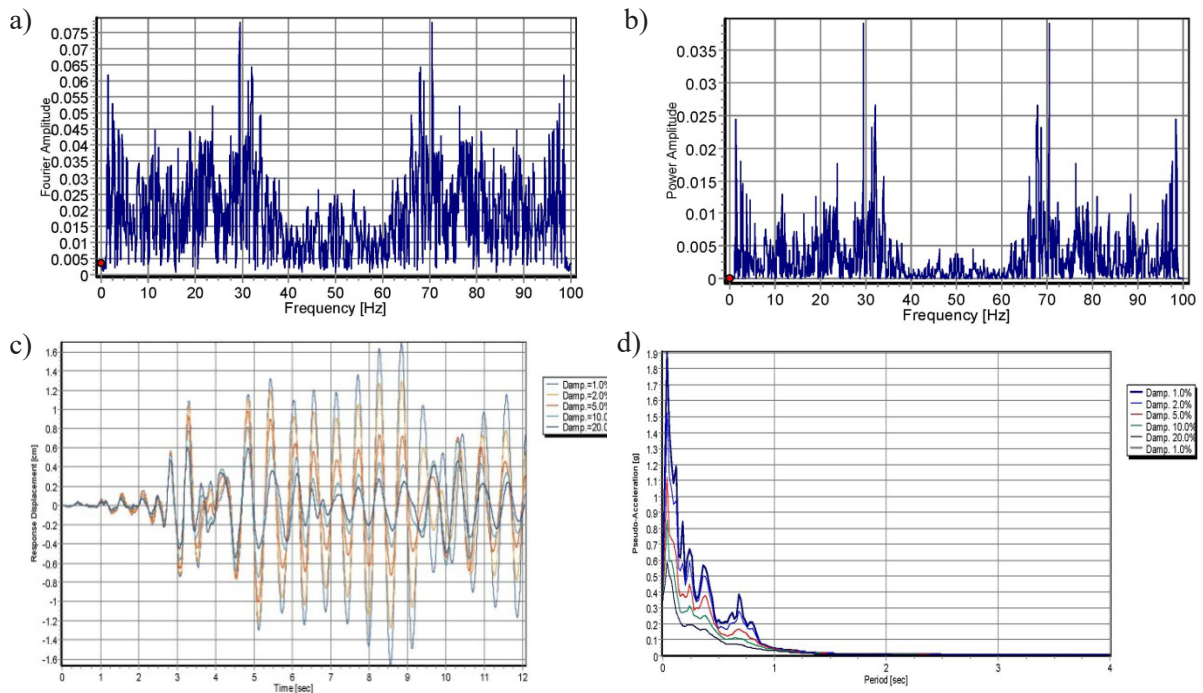 a)
Fourier Amplitude
0.075
0.07
0.065
0.06
0.055
0.05
0.045
0.04
0.035
0.03
0.025
0.02
0.015
0.01
0.005
0
0 10 20 30 40 50 60 70 80 90 100
Frequency [Hz]
b)
Power Amplitude
0.035
0.03
0.025
0.02
0.015
0.01
0.005
0
0 10 20 30 40 50 60 70 80 90 100
Frequency [Hz]
c)
Response Displacement [cm]
1.6
1.4
1.2
1
0.8
0.6
0.4
0.2
0
-0.2
-0.4
-0.6
-0.8
-1
-1.2
-1.4
-1.6
0 1 2 3 4 5 6 7 8 9 10 11 12
Time [sec]
Damp.=1.0%
Damp.=2.0%
Damp.=5.0%
Damp.=10.0
Damp.=20.0
d)
Pseudo-Acceleration [g]
1.9
1.8
1.7
1.6
1.5
1.4
1.3
1.2
1.1
1
0.9
0.8
0.7
0.6
0.5
0.4
0.3
0.2
0.1
0
0 1 2 3 4
Period [sec]
Damp. 1.0%
Damp. 2.0%
Damp. 5.0%
Damp. 10.0%
Damp. 20.0%
Damp. 1.0%